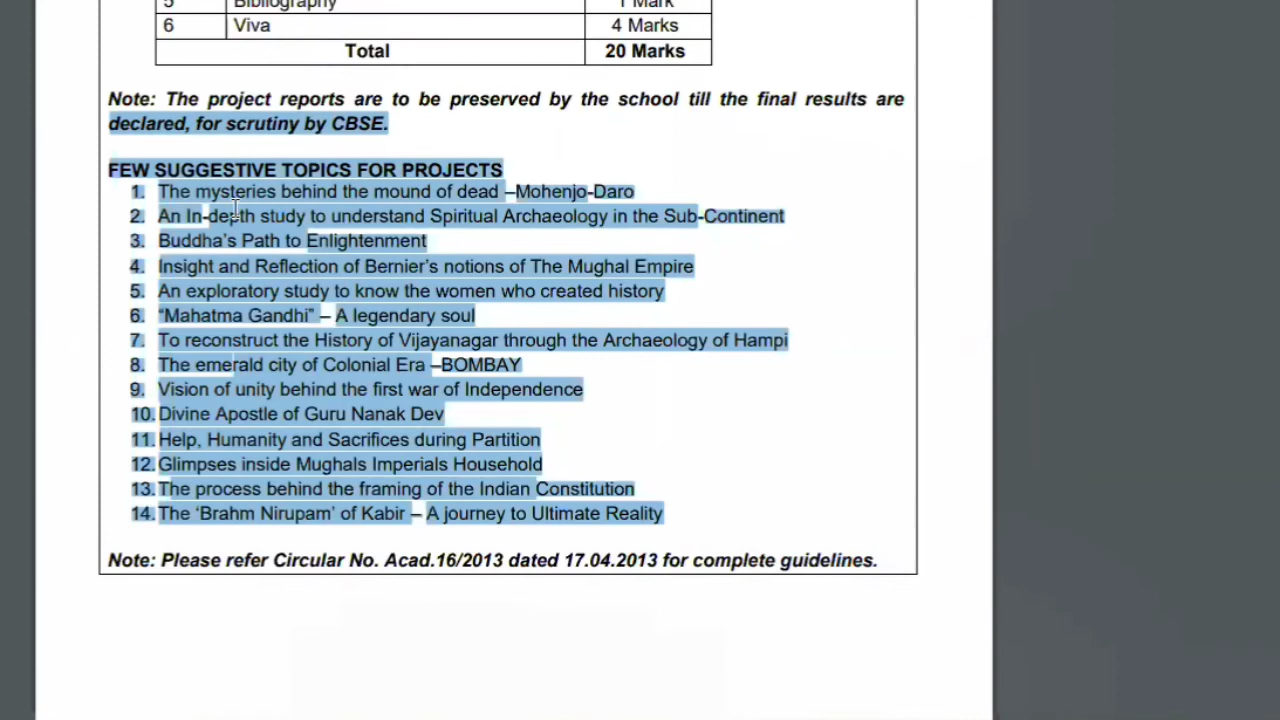 5 Bibliography 1 Mark
6 Viva 4 Marks
Total 20 Marks
Note: The project reports are to be preserved by the school till the final results are
declared, for scrutiny by CBSE.
FEW SUGGESTIVE TOPICS FOR PROJECTS
1. The mysteries behind the mound of dead –Mohenjo-Daro
2. An In-depth study to understand Spiritual Archaeology in the Sub-Continent
3. Buddha’s Path to Enlightenment
4. Insight and Reflection of Bernier’s notions of The Mughal Empire
5. An exploratory study to know the women who created history
6. “Mahatma Gandhi” – A legendary soul
7. To reconstruct the History of Vijayanagar through the Archaeology of Hampi
8. The emerald city of Colonial Era –BOMBAY
9. Vision of unity behind the first war of Independence
10. Divine Apostle of Guru Nanak Dev
11. Help, Humanity and Sacrifices during Partition
12. Glimpses inside Mughals Imperials Household
13. The process behind the framing of the Indian Constitution
14. The ‘Brahm Nirupam’ of Kabir – A journey to Ultimate Reality
Note: Please refer Circular No. Acad.16/2013 dated 17.04.2013 for complete guidelines.